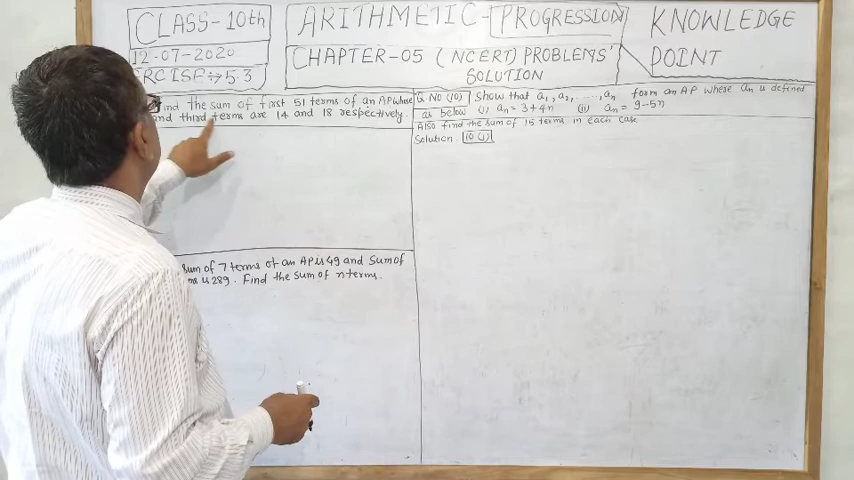 CLASS-10th
12-07-2020
ERCISE → 5.3
ARITHMETIC-PROGRESSION
CHAPTER-05 (NCERT) PROBLEMS'
SOLUTION
KNOWLEDGE
POINT
ind the sum of first 51 terms of an AP whose
nd third terms are 14 and 18 respectively.
sum of 7 terms of an AP is 49 and sum of
ms is 289. Find the sum of n terms.
Q. NO (10) Show that a₁, a₂, ....., aₙ form an AP where aₙ is defined
as below (i) aₙ = 3+4n (ii) aₙ = 9-5n
Also find the sum of 15 terms in each case
Solution. 10 (i)